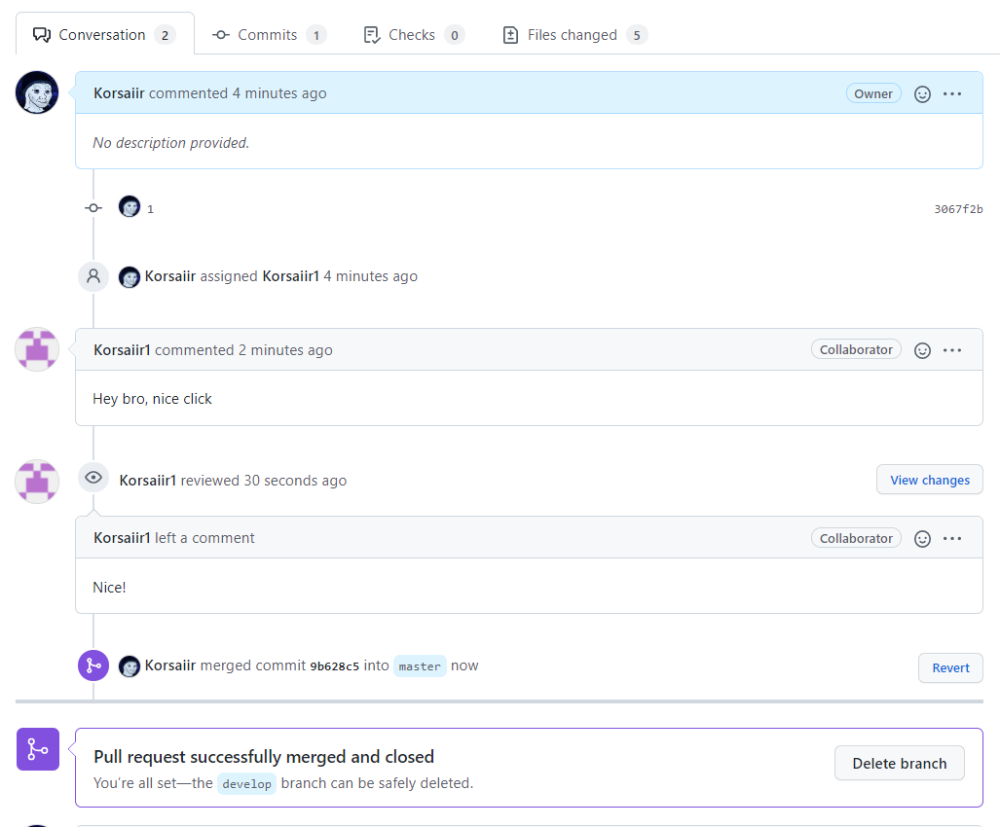 Conversation 2 Commits 1 Checks 0 Files changed 5
Korsaiir commented 4 minutes ago Owner
No description provided.
1 3067f2b
Korsaiir assigned Korsaiir1 4 minutes ago
Korsaiir1 commented 2 minutes ago Collaborator
Hey bro, nice click
Korsaiir1 reviewed 30 seconds ago View changes
Korsaiir1 left a comment Collaborator
Nice!
Korsaiir merged commit 9b628c5 into master now Revert
Pull request successfully merged and closed
You’re all set—the develop branch can be safely deleted.
Delete branch